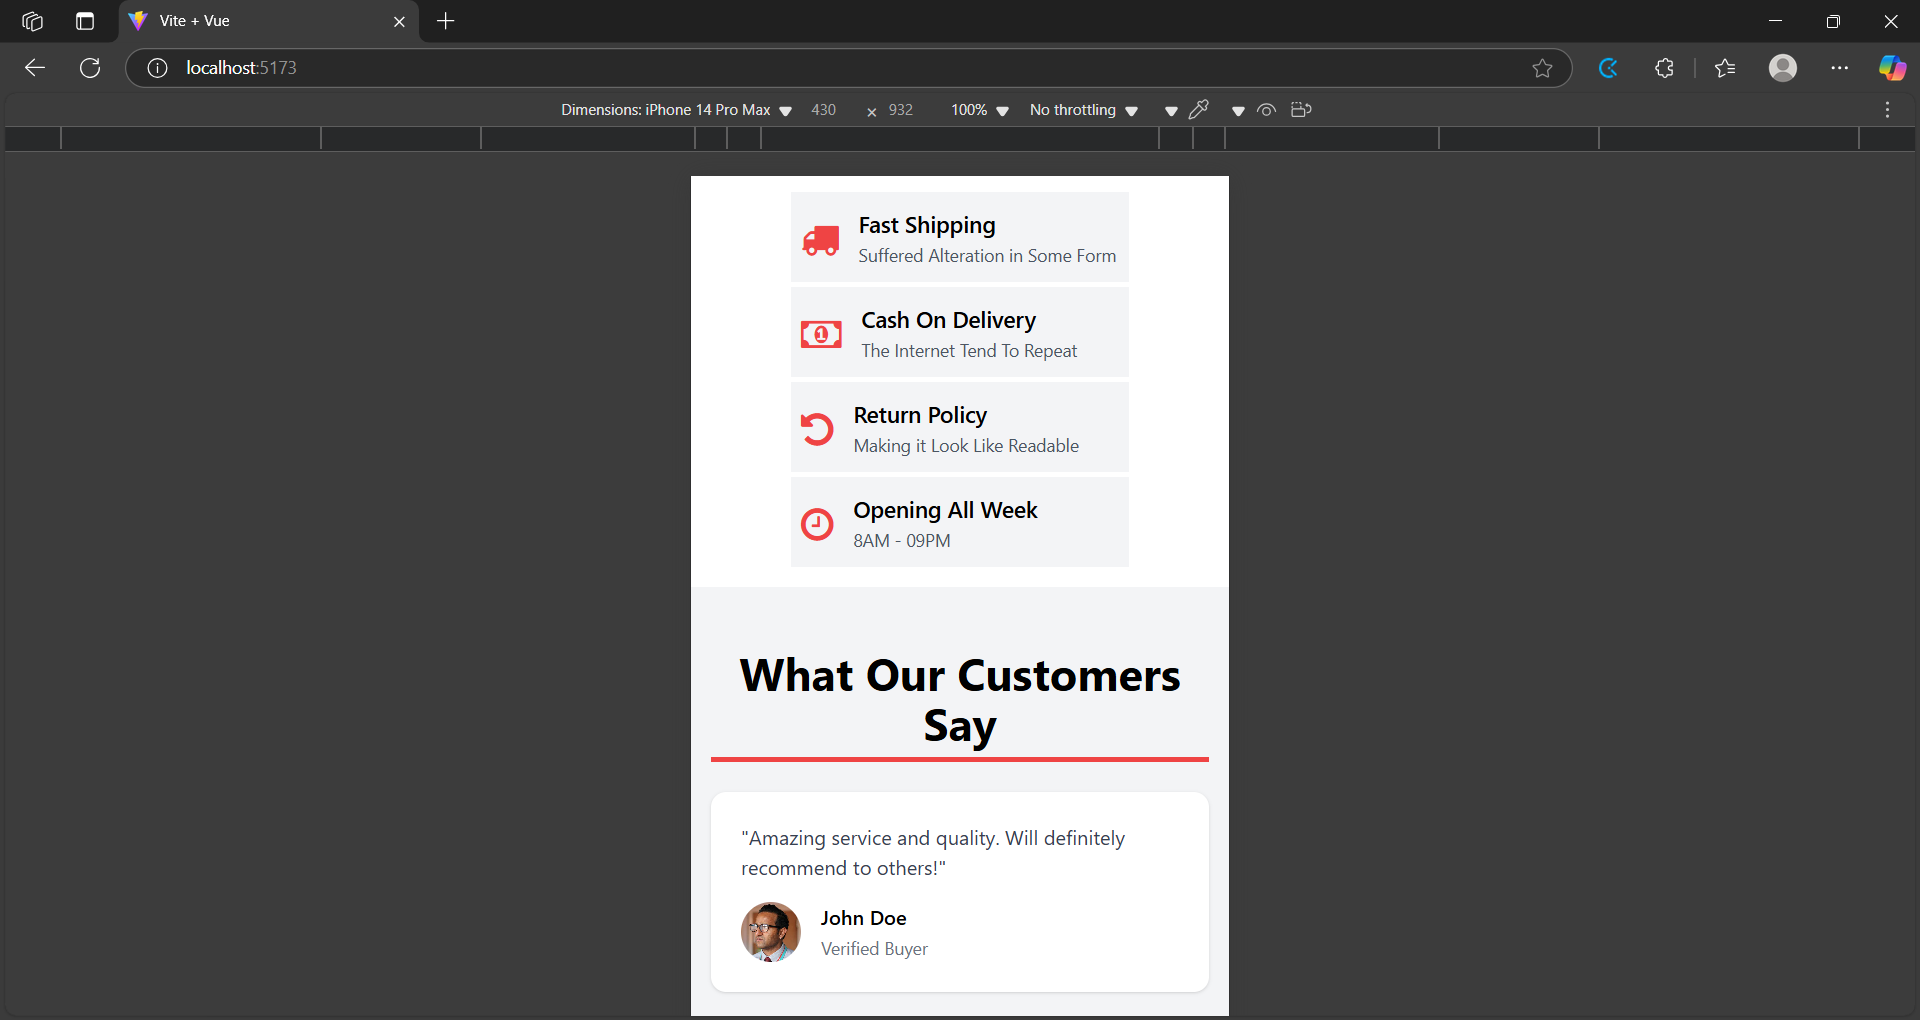 Vite + Vue
localhost:5173
Dimensions: iPhone 14 Pro Max 430 × 932 100% No throttling
Fast Shipping
Suffered Alteration in Some Form
1
Cash On Delivery
The Internet Tend To Repeat
Return Policy
Making it Look Like Readable
Opening All Week
8AM - 09PM
What Our Customers
Say
"Amazing service and quality. Will definitely
recommend to others!"
John Doe
Verified Buyer